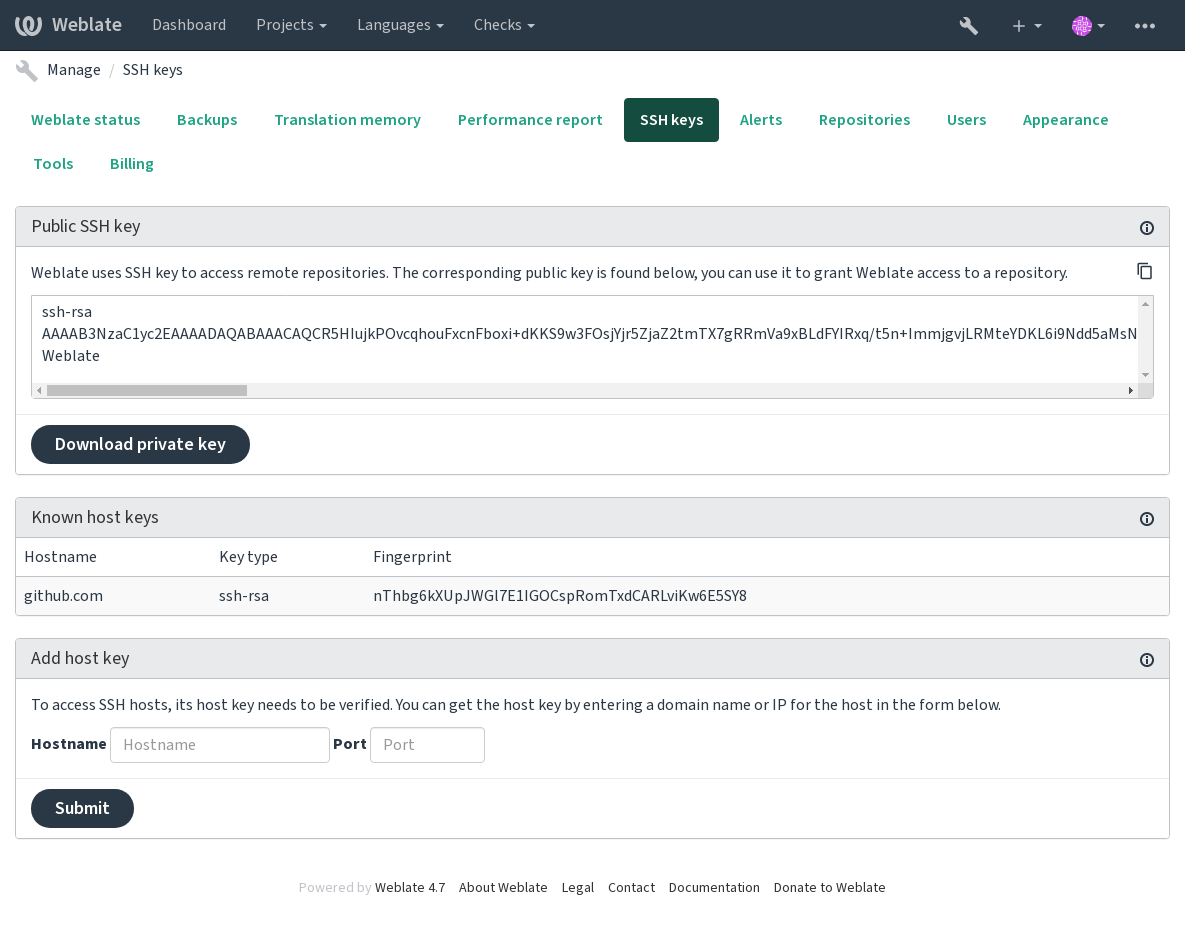 Weblate Dashboard Projects Languages Checks
Manage / SSH keys
Weblate status Backups Translation memory Performance report SSH keys Alerts Repositories Users Appearance
Tools Billing
Public SSH key
Weblate uses SSH key to access remote repositories. The corresponding public key is found below, you can use it to grant Weblate access to a repository.
ssh-rsa
AAAAB3NzaC1yc2EAAAADAQABAAACAQCR5HIujkPOvcqhouFxcnFboxi+dKKS9w3FOsjYjr5ZjaZ2tmTX7gRRmVa9xBLdFYIRxq/t5n+ImmjgvjLRMteYDKL6i9Ndd5aMsN
Weblate
Download private key
Known host keys
Hostname Key type Fingerprint
github.com ssh-rsa nThbg6kXUpJWGl7E1IGOCspRomTxdCARLviKw6E5SY8
Add host key
To access SSH hosts, its host key needs to be verified. You can get the host key by entering a domain name or IP for the host in the form below.
Hostname Hostname Port Port
Submit
Powered by Weblate 4.7 About Weblate Legal Contact Documentation Donate to Weblate